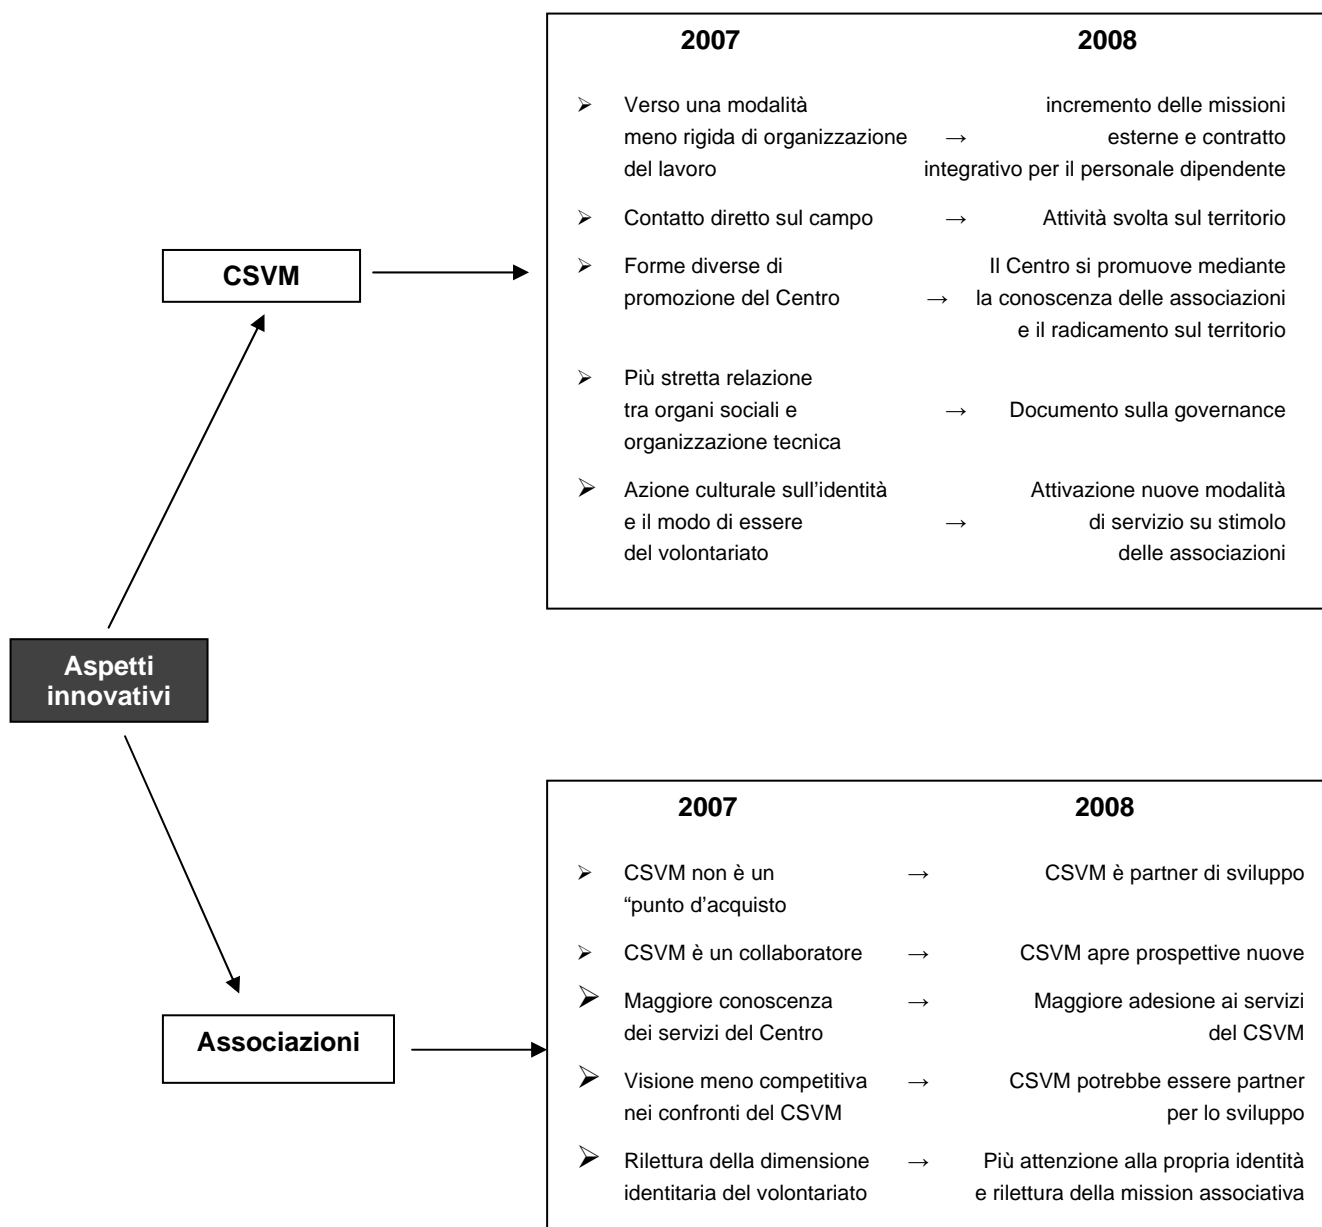 2007 2008
➢ Verso una modalità incremento delle missioni
meno rigida di organizzazione → esterne e contratto
del lavoro integrativo per il personale dipendente
➢ Contatto diretto sul campo → Attività svolta sul territorio
➢ Forme diverse di Il Centro si promuove mediante
promozione del Centro → la conoscenza delle associazioni
e il radicamento sul territorio
➢ Più stretta relazione
tra organi sociali e → Documento sulla governance
organizzazione tecnica
➢ Azione culturale sull’identità Attivazione nuove modalità
e il modo di essere → di servizio su stimolo
del volontariato delle associazioni
CSVM
Aspetti
innovativi
2007 2008
➢ CSVM non è un → CSVM è partner di sviluppo
“punto d’acquisto
➢ CSVM è un collaboratore → CSVM apre prospettive nuove
➢ Maggiore conoscenza → Maggiore adesione ai servizi
dei servizi del Centro del CSVM
➢ Visione meno competitiva → CSVM potrebbe essere partner
nei confronti del CSVM per lo sviluppo
➢ Rilettura della dimensione → Più attenzione alla propria identità
identitaria del volontariato e rilettura della mission associativa
Associazioni